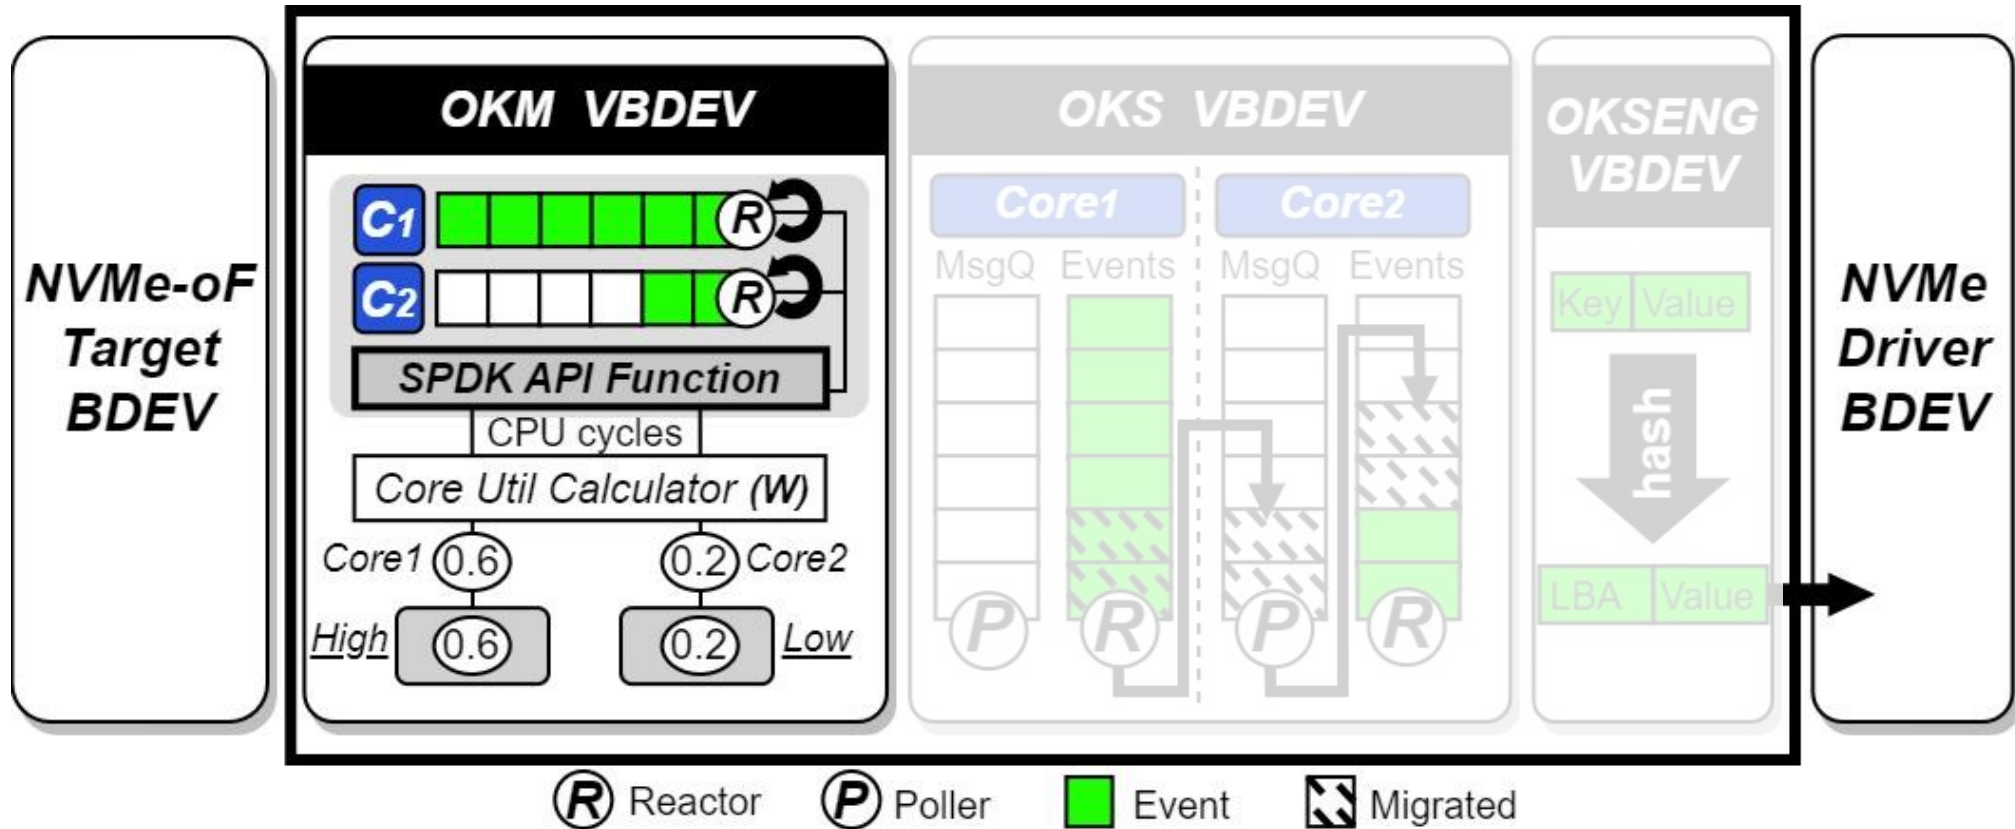 NVMe-oF
Target
BDEV
OKM VBDEV
C1
R
C2
R
SPDK API Function
CPU cycles
Core Util Calculator (W)
Core1 0.6 0.2 Core2
High 0.6 0.2 Low
OKS VBDEV
Core1 Core2
MsgQ Events MsgQ Events
P R P R
OKSENG
VBDEV
Key Value
hash
LBA Value
NVMe
Driver
BDEV
R Reactor P Poller Event Migrated